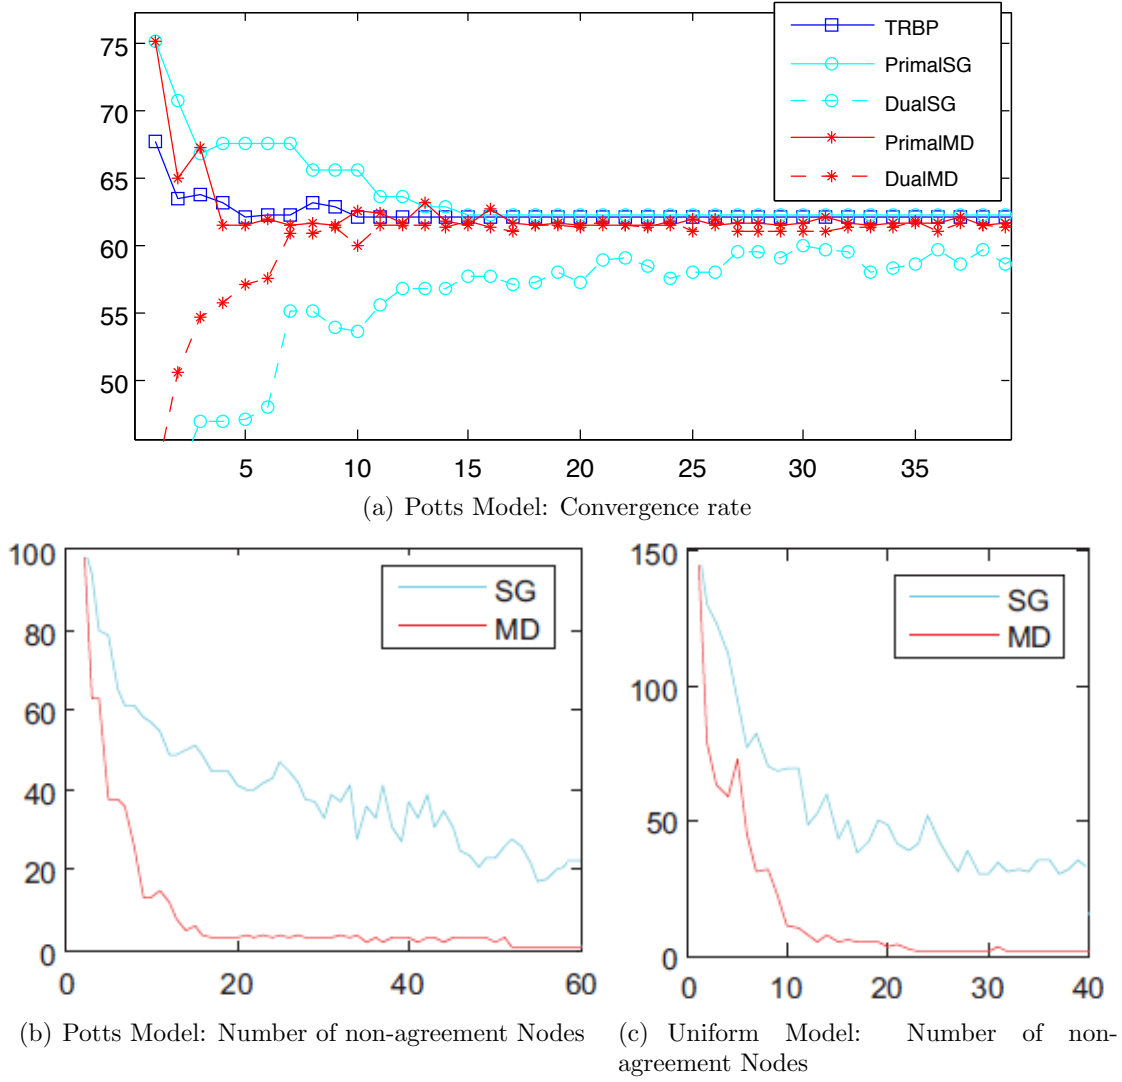 75
70
65
60
55
50
5
10
15
20
25
30
35
TRBP
PrimalSG
DualSG
PrimalMD
DualMD
(a) Potts Model: Convergence rate
100
80
60
40
20
0
0
20
40
60
SG
MD
(b) Potts Model: Number of non-agreement Nodes
150
100
50
0
0
10
20
30
40
SG
MD
(c) Uniform Model: Number of non-
agreement Nodes